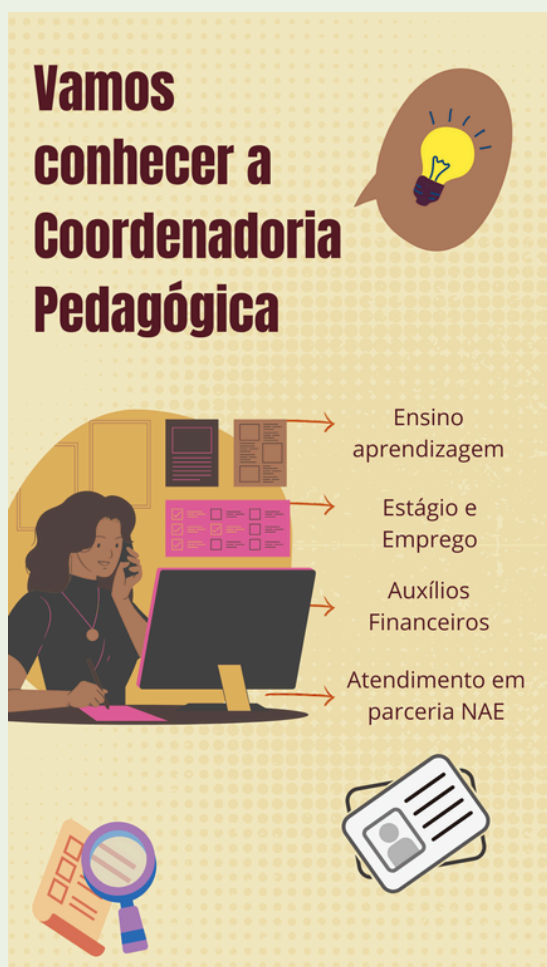 Vamos
conhecer a
Coordenadoria
Pedagógica
Ensino
aprendizagem
Estágio e
Emprego
Auxílios
Financeiros
Atendimento em
parceria NAE